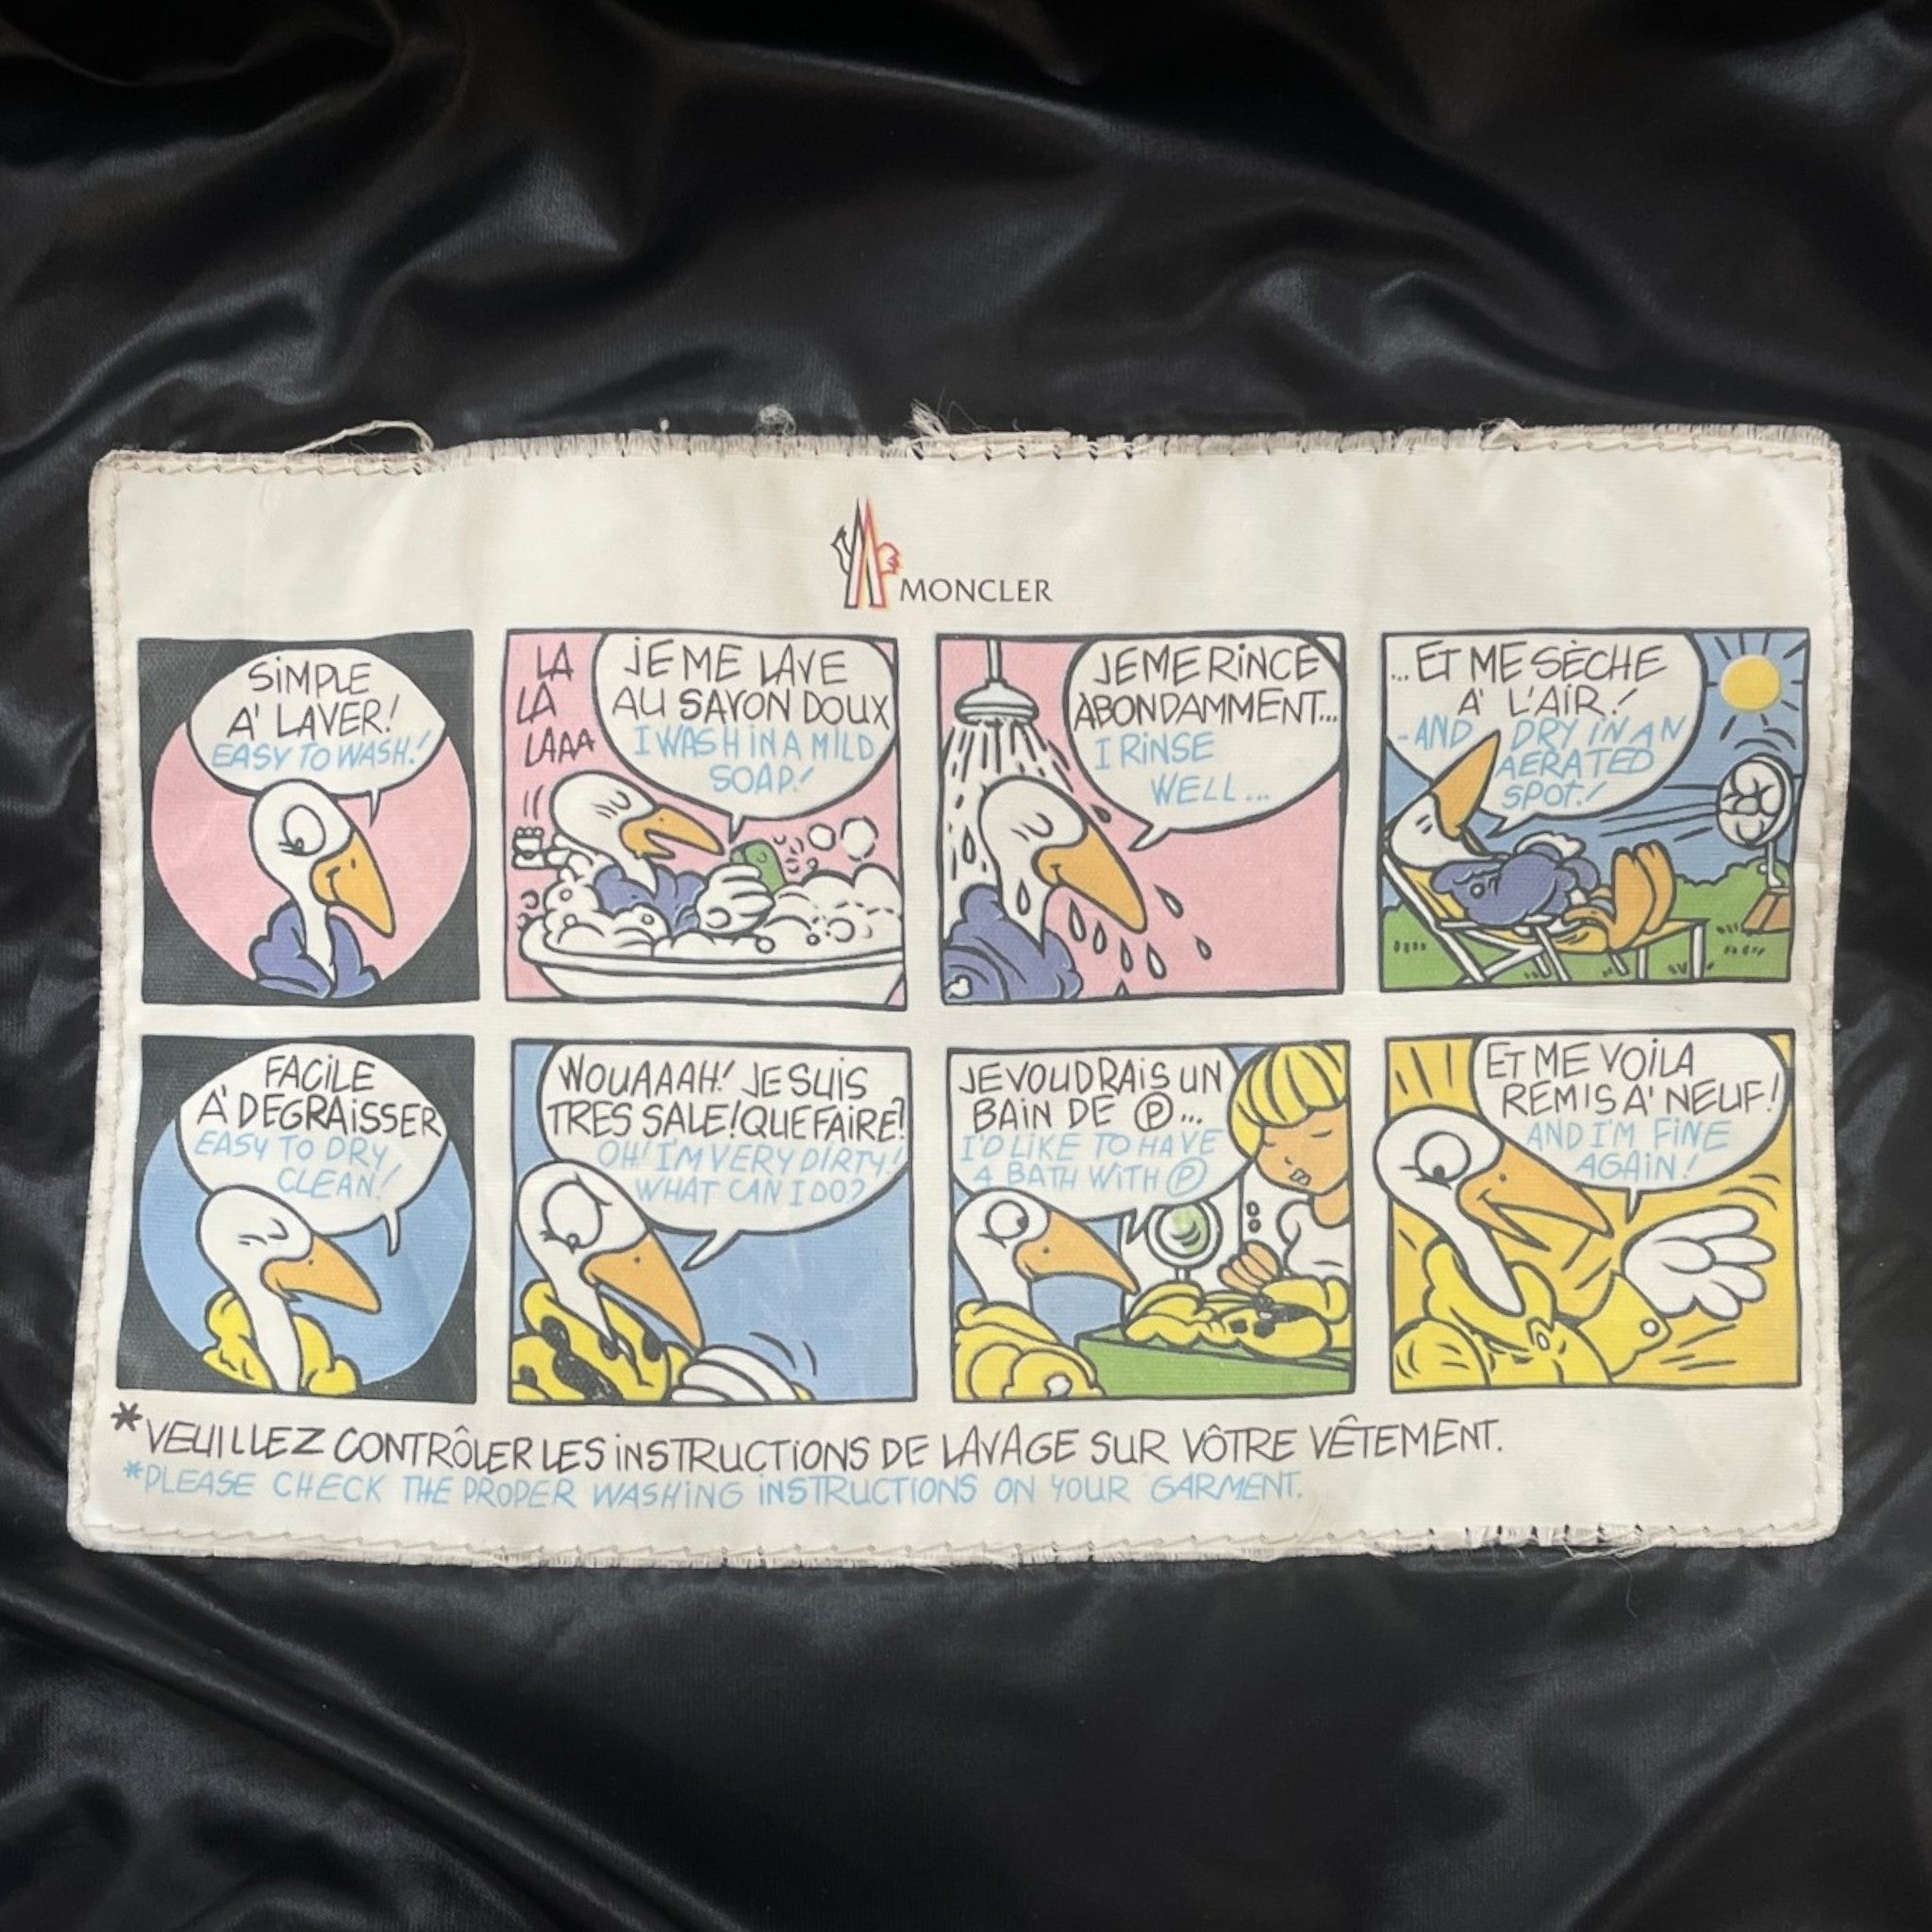 MONCLER
SiMPLE
A' LAVER!
EASY TO WASH!
LA
LA
LAAA
JE ME LAVE
AU SAVON DOUX
I WASH iN A MiLD
SOAP!
JE ME RiNCE
ABONDAMMENT...
I RiNSE
WELL...
...ET ME SÈCHE
A' L'AiR!
-AND DRY iN AN
AERATED
SPOT!
FACiLE
A' DEGRAiSSER
EASY TO DRY
CLEAN!
WOUAAAH! JE SUiS
TRES SALE! QUE FAiRE?
OH! I'M VERY DiRTY!
WHAT CAN I DO?
JE VOUDRAiS UN
BAiN DE Ⓟ...
I'D LiKE TO HAVE
A BATH WiTH Ⓟ
ET ME VOiLA
REMiS A' NEUF!
AND I'M FiNE
AGAiN!
*VEUiLLEZ CONTRÔLER LES iNSTRUCTiONS DE LAVAGE SUR VÔTRE VÊTEMENT.
*PLEASE CHECK THE PROPER WASHiNG iNSTRUCTiONS ON YOUR GARMENT.